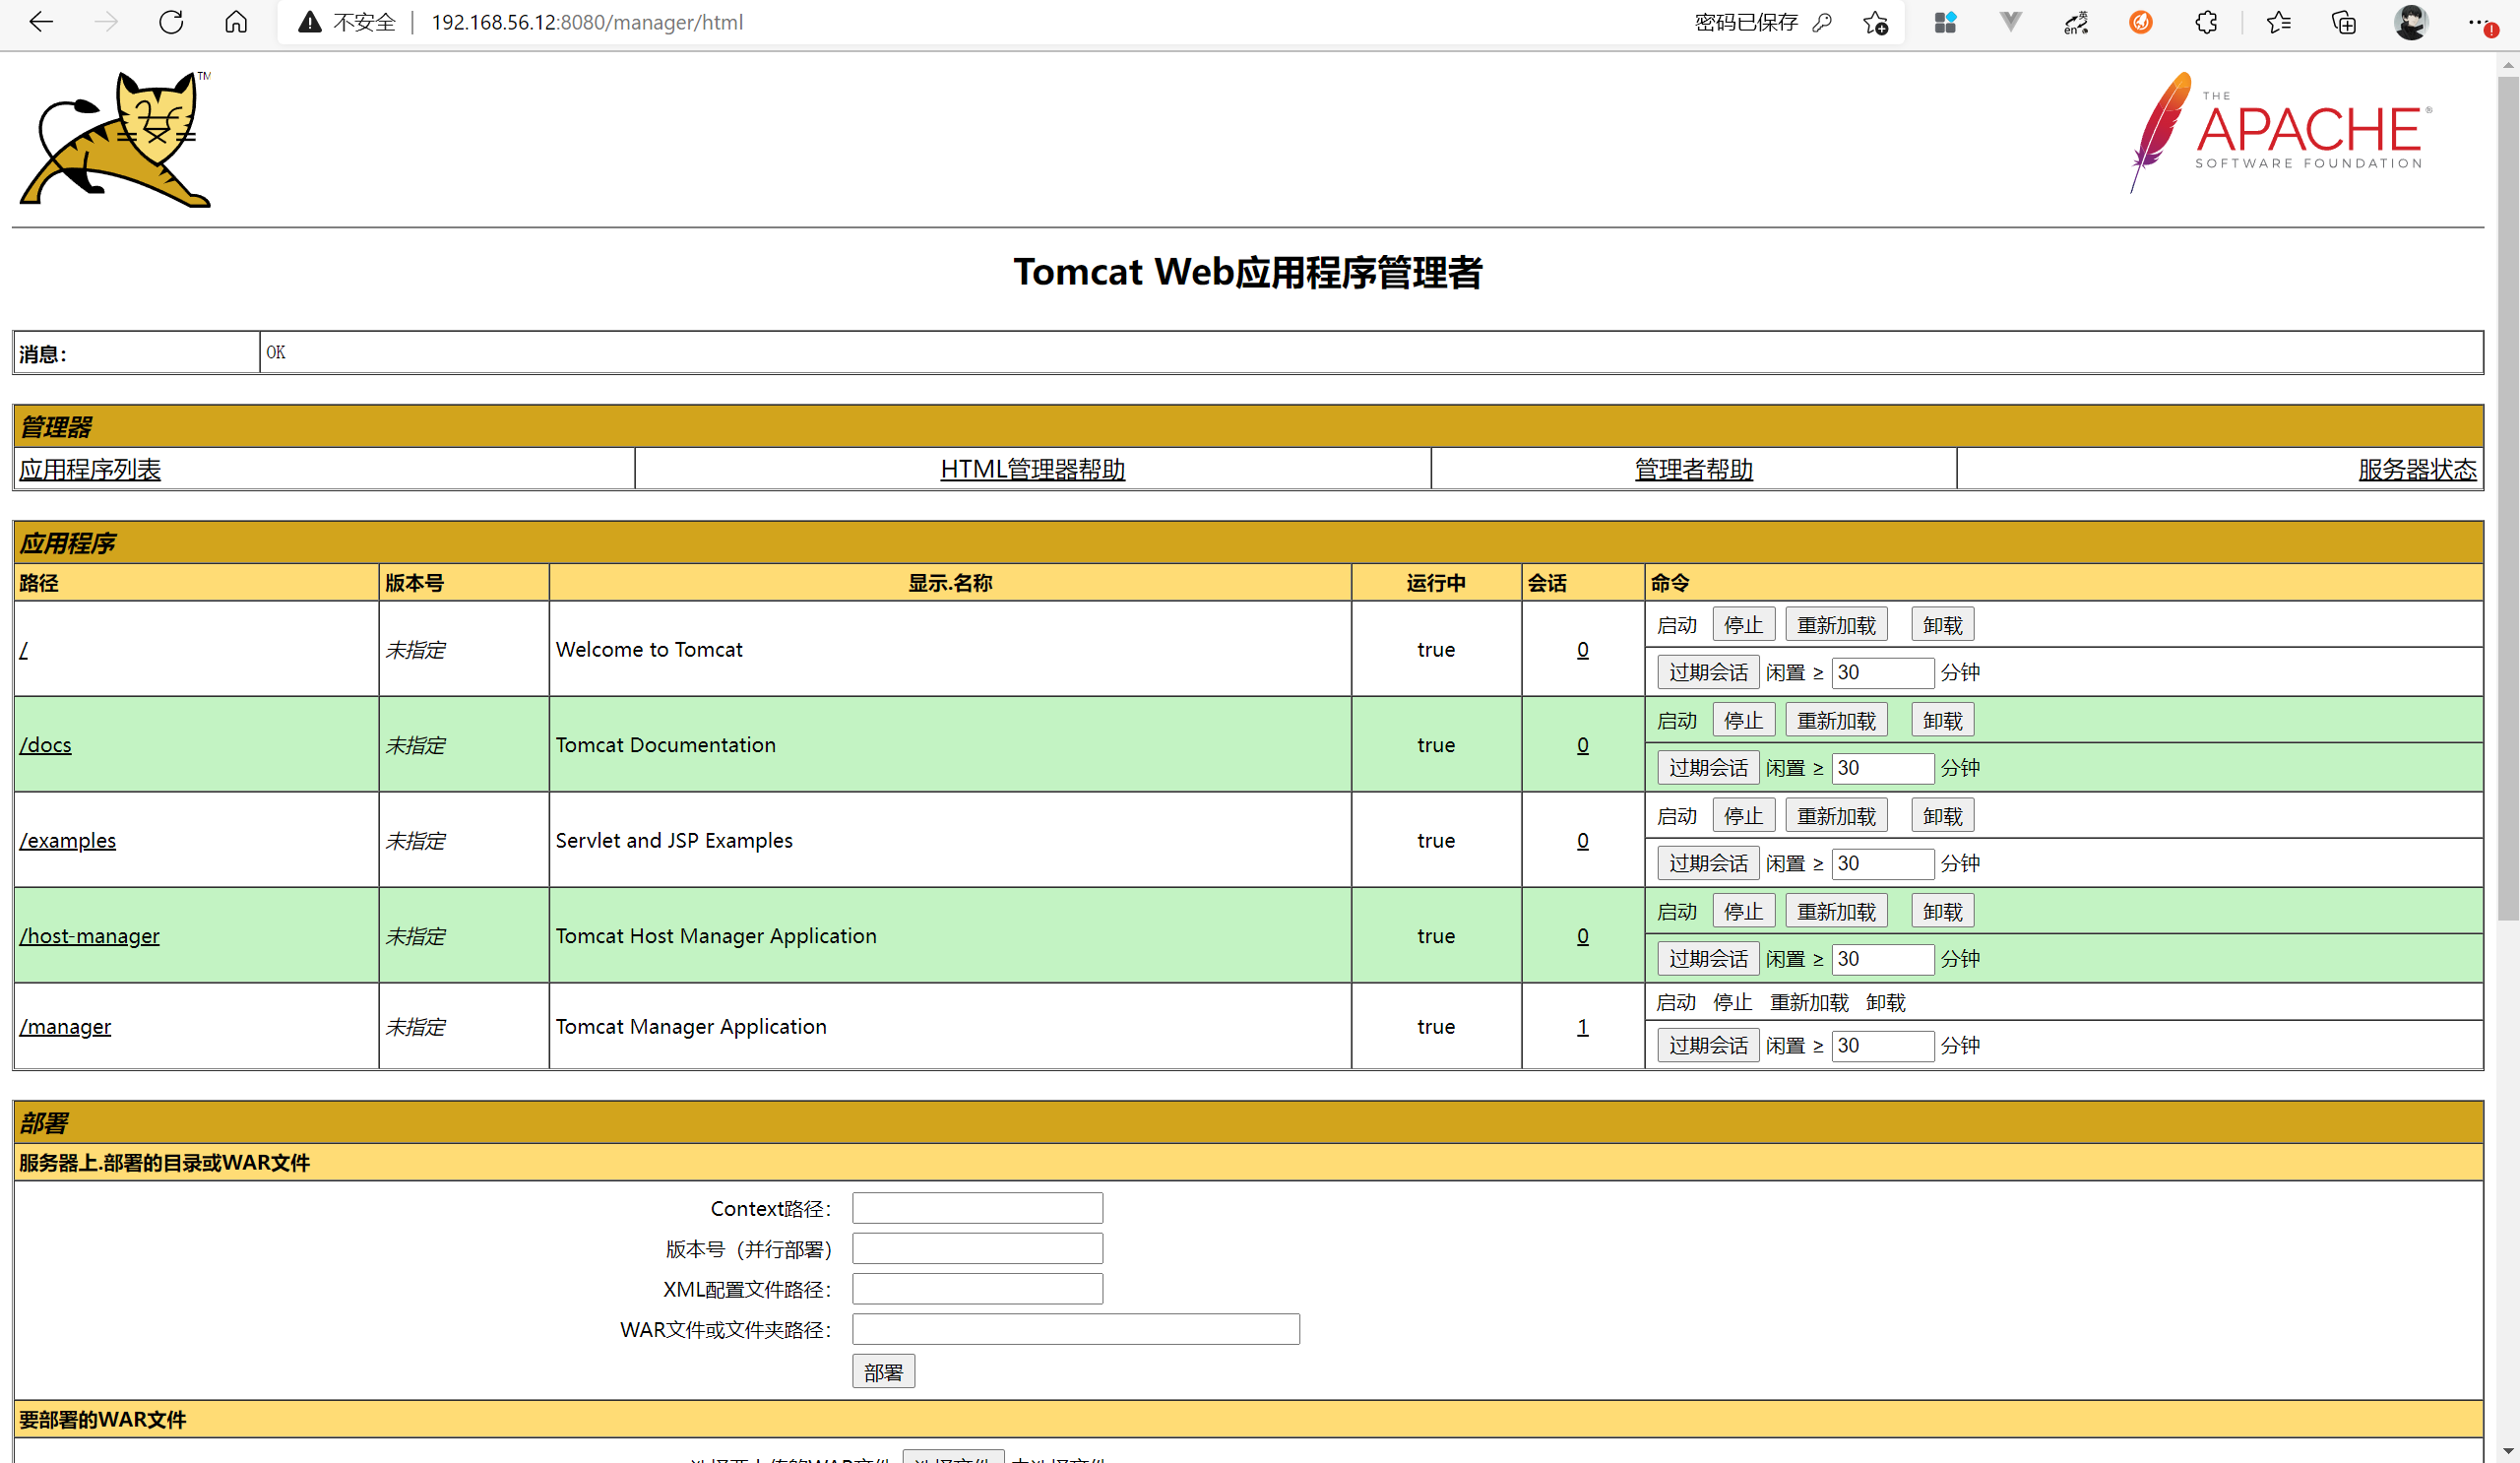 不安全 | 192.168.56.12:8080/manager/html 密码已保存
TM
THE
APACHE®
SOFTWARE FOUNDATION
Tomcat Web应用程序管理者
消息: OK
管理器
应用程序列表 HTML管理器帮助 管理者帮助 服务器状态
应用程序
路径 版本号 显示.名称 运行中 会话 命令
/ 未指定 Welcome to Tomcat true 0 启动 停止 重新加载 卸载
过期会话 闲置 ≥ 30 分钟
/docs 未指定 Tomcat Documentation true 0 启动 停止 重新加载 卸载
过期会话 闲置 ≥ 30 分钟
/examples 未指定 Servlet and JSP Examples true 0 启动 停止 重新加载 卸载
过期会话 闲置 ≥ 30 分钟
/host-manager 未指定 Tomcat Host Manager Application true 0 启动 停止 重新加载 卸载
过期会话 闲置 ≥ 30 分钟
/manager 未指定 Tomcat Manager Application true 1 启动 停止 重新加载 卸载
过期会话 闲置 ≥ 30 分钟
部署
服务器上.部署的目录或WAR文件
Context路径:
版本号（并行部署）
XML配置文件路径:
WAR文件或文件夹路径:
部署
要部署的WAR文件